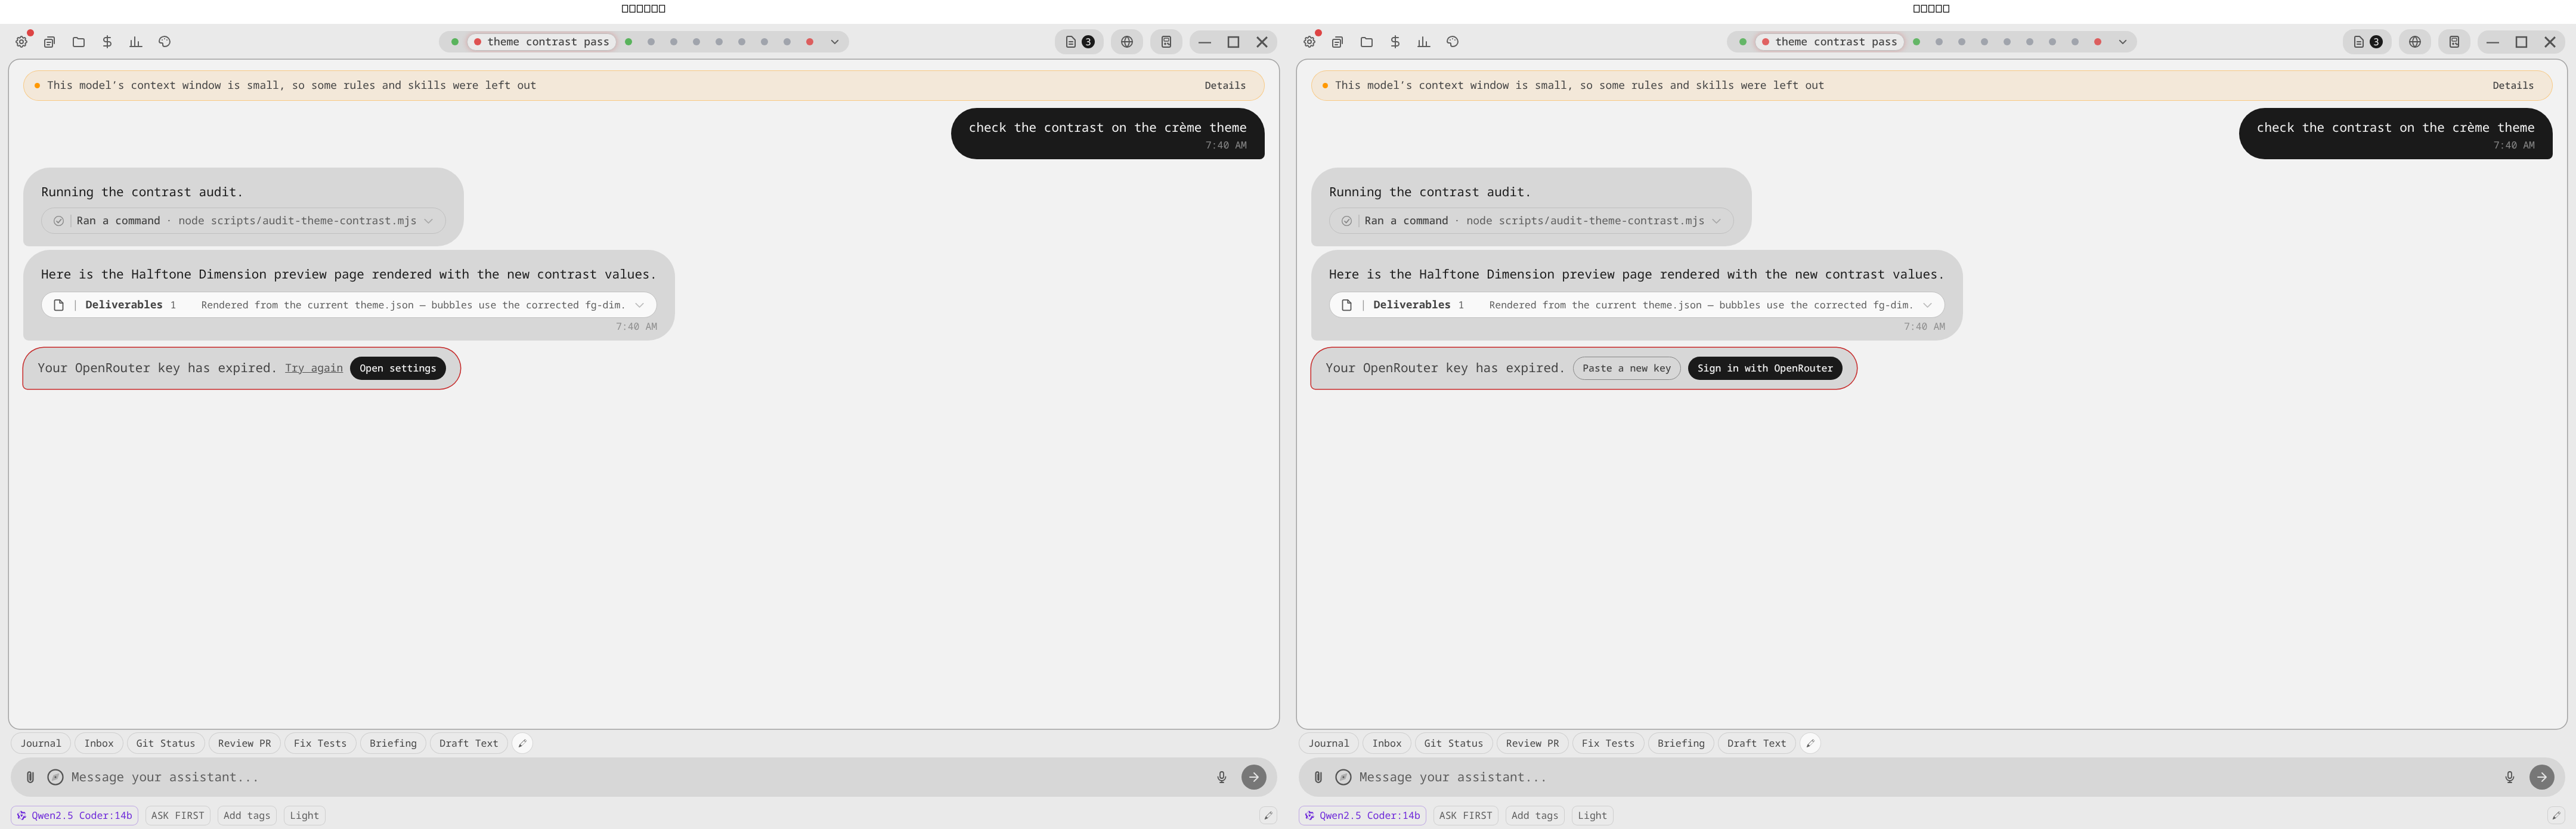 theme contrast pass
3
This model’s context window is small, so some rules and skills were left out
Details
check the contrast on the crème theme
7:40 AM
Running the contrast audit.
Ran a command · node scripts/audit-theme-contrast.mjs
Here is the Halftone Dimension preview page rendered with the new contrast values.
Deliverables 1 Rendered from the current theme.json — bubbles use the corrected fg-dim.
7:40 AM
Your OpenRouter key has expired. Try again Open settings
Journal Inbox Git Status Review PR Fix Tests Briefing Draft Text
Message your assistant...
Qwen2.5 Coder:14b ASK FIRST Add tags Light
theme contrast pass
3
This model’s context window is small, so some rules and skills were left out
Details
check the contrast on the crème theme
7:40 AM
Running the contrast audit.
Ran a command · node scripts/audit-theme-contrast.mjs
Here is the Halftone Dimension preview page rendered with the new contrast values.
Deliverables 1 Rendered from the current theme.json — bubbles use the corrected fg-dim.
7:40 AM
Your OpenRouter key has expired. Paste a new key Sign in with OpenRouter
Journal Inbox Git Status Review PR Fix Tests Briefing Draft Text
Message your assistant...
Qwen2.5 Coder:14b ASK FIRST Add tags Light